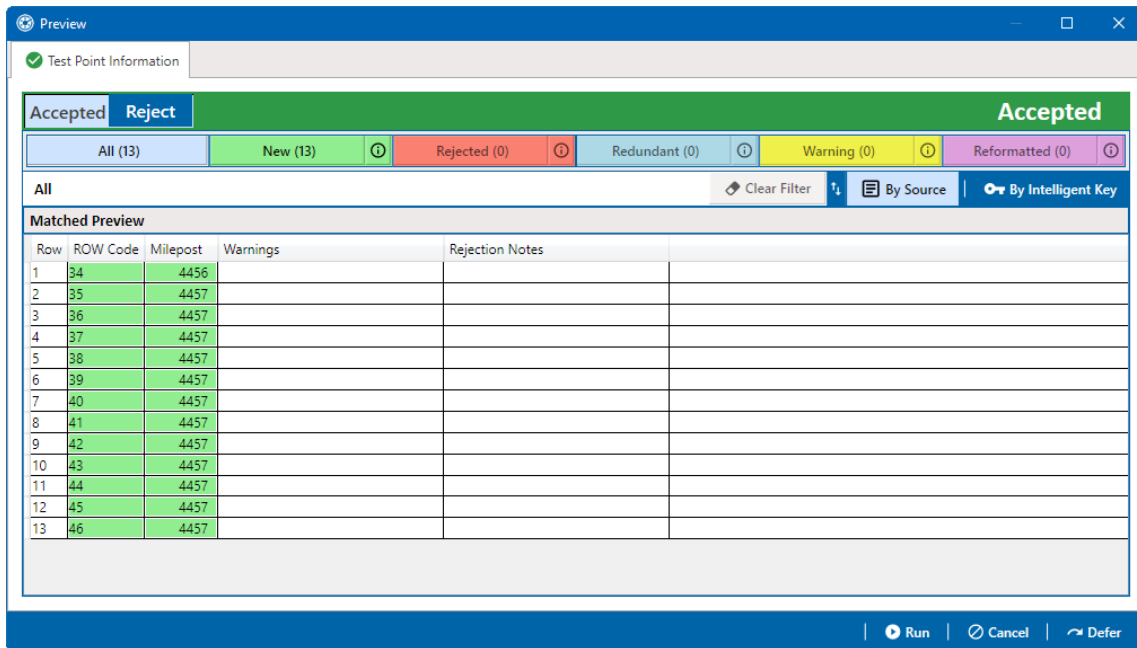 Preview
Test Point Information
Accepted Reject Accepted
All (13) New (13) Rejected (0) Redundant (0) Warning (0) Reformatted (0)
All Clear Filter By Source By Intelligent Key
Matched Preview
Row ROW Code Milepost Warnings Rejection Notes
1 34 4456
2 35 4457
3 36 4457
4 37 4457
5 38 4457
6 39 4457
7 40 4457
8 41 4457
9 42 4457
10 43 4457
11 44 4457
12 45 4457
13 46 4457
Run Cancel Defer